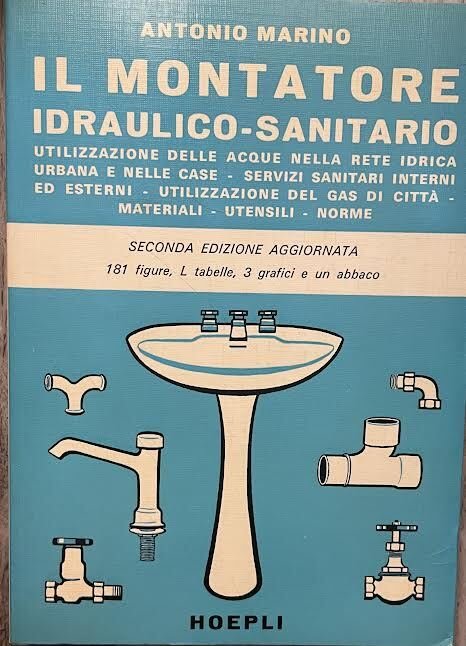 ANTONIO MARINO
IL MONTATORE
IDRAULICO-SANITARIO
UTILIZZAZIONE DELLE ACQUE NELLA RETE IDRICA
URBANA E NELLE CASE - SERVIZI SANITARI INTERNI
ED ESTERNI - UTILIZZAZIONE DEL GAS DI CITTÀ -
MATERIALI - UTENSILI - NORME
SECONDA EDIZIONE AGGIORNATA
181 figure, L tabelle, 3 grafici e un abbaco
HOEPLI